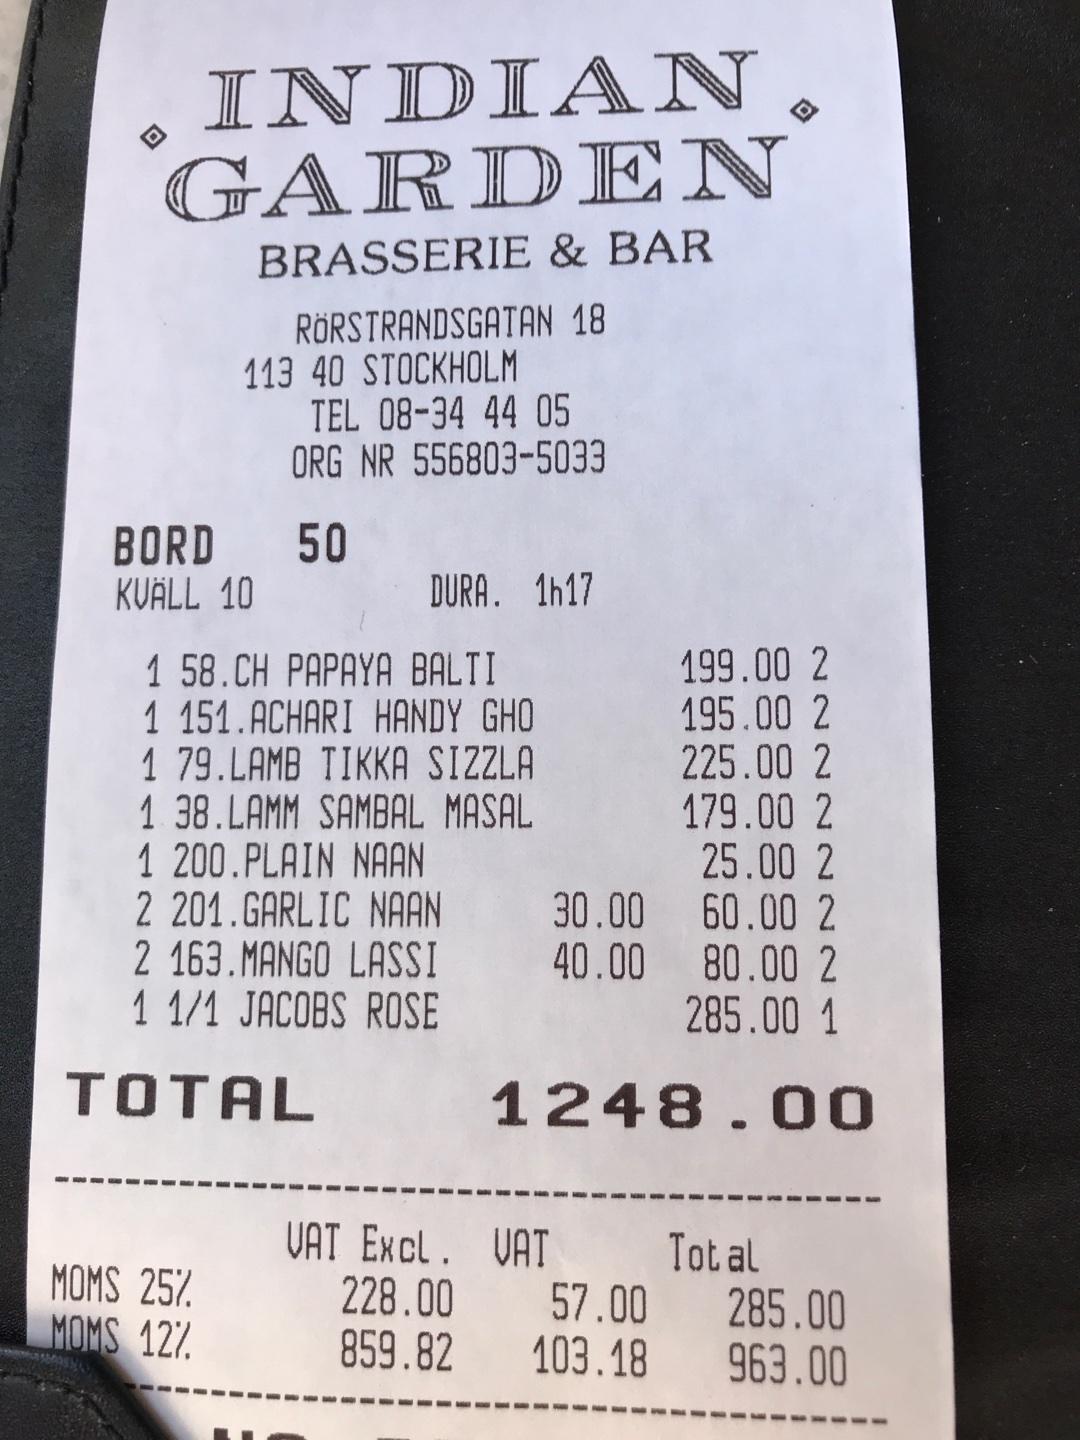 INDIAN
GARDEN
BRASSERIE & BAR
RÖRSTRANDSGATAN 18
113 40 STOCKHOLM
TEL 08-34 44 05
ORG NR 556803-5033
BORD 50
KVÄLL 10 DURA. 1h17
1 58.CH PAPAYA BALTI 199.00 2
1 151.ACHARI HANDY GHO 195.00 2
1 79.LAMB TIKKA SIZZLA 225.00 2
1 38.LAMM SAMBAL MASAL 179.00 2
1 200.PLAIN NAAN 25.00 2
2 201.GARLIC NAAN 30.00 60.00 2
2 163.MANGO LASSI 40.00 80.00 2
1 1/1 JACOBS ROSE 285.00 1
TOTAL 1248.00
VAT Excl. VAT Total
MOMS 25% 228.00 57.00 285.00
MOMS 12% 859.82 103.18 963.00